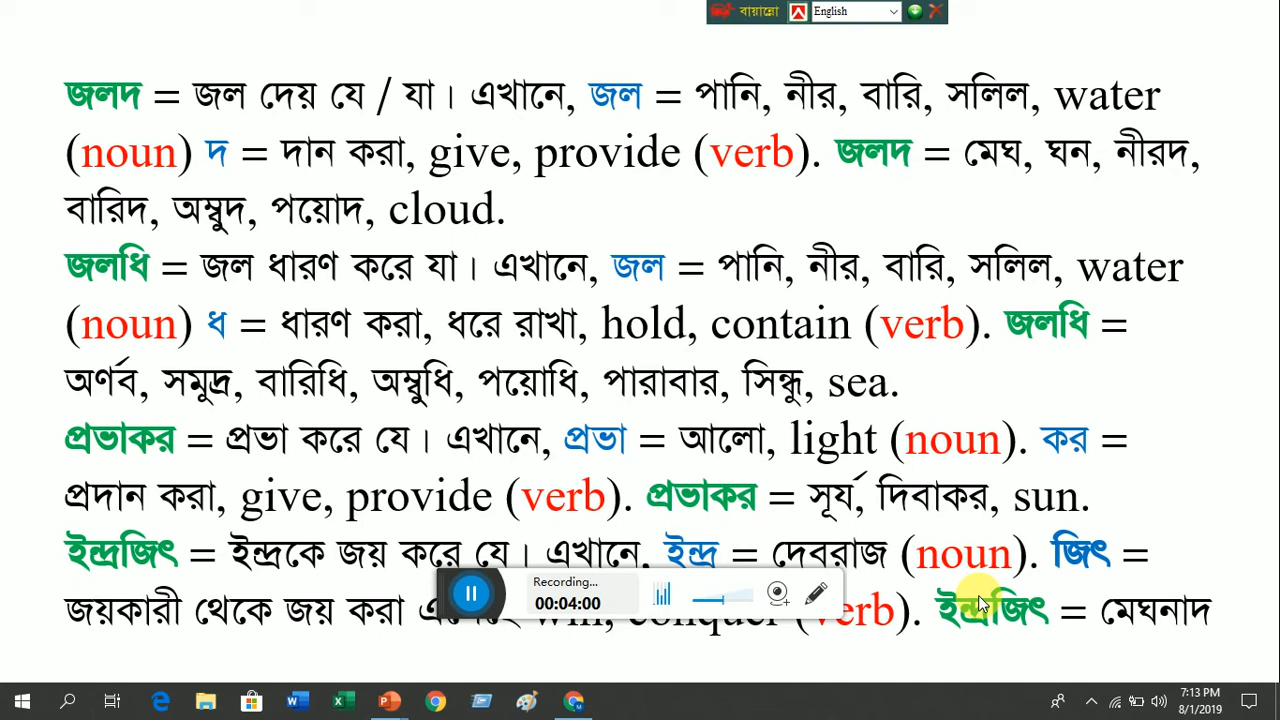 বায়ান্নো English
জলদ = জল দেয় যে / যা। এখানে, জল = পানি, নীর, বারি, সলিল, water
(noun) দ = দান করা, give, provide (verb). জলদ = মেঘ, ঘন, নীরদ,
বারিদ, অম্বুদ, পয়োদ, cloud.
জলধি = জল ধারণ করে যা। এখানে, জল = পানি, নীর, বারি, সলিল, water
(noun) ধ = ধারণ করা, ধরে রাখা, hold, contain (verb). জলধি =
অর্ণব, সমুদ্র, বারিধি, অম্বুধি, পয়োধি, পারাবার, সিন্ধু, sea.
প্রভাকর = প্রভা করে যে। এখানে, প্রভা = আলো, light (noun). কর =
প্রদান করা, give, provide (verb). প্রভাকর = সূর্য, দিবাকর, sun.
ইন্দ্রজিৎ = ইন্দ্রকে জয় করে যে। এখানে, ইন্দ্র = দেবরাজ (noun). জিৎ =
জয়কারী থেকে জয় করা conquer (verb). ইন্দ্রজিৎ = মেঘনাদ
Recording...
00:04:00
7:13 PM
8/1/2019